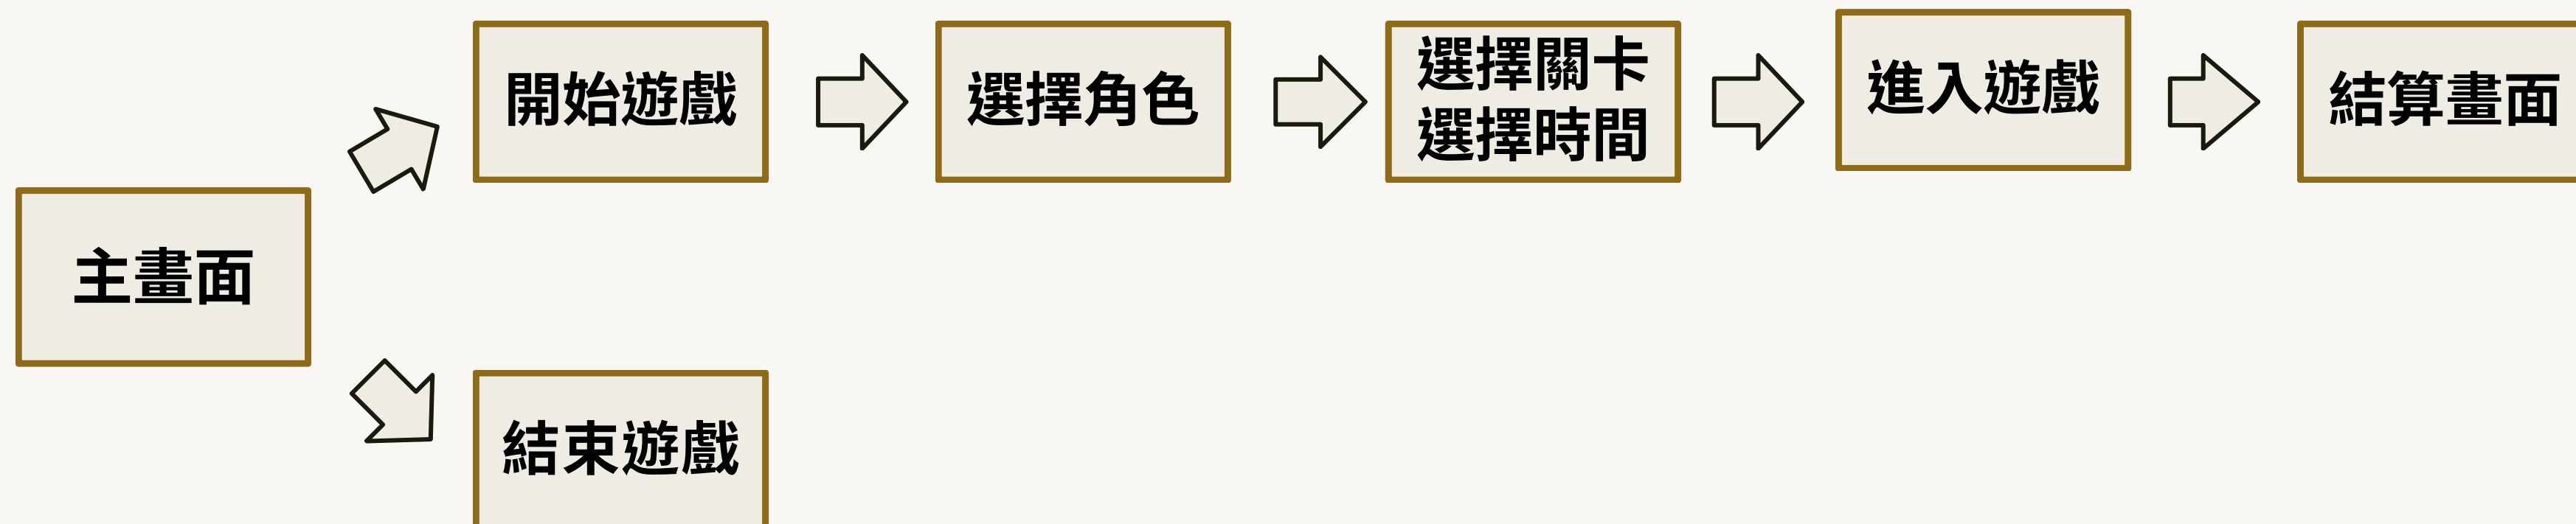 主畫面
開始遊戲
選擇角色
選擇關卡
選擇時間
進入遊戲
結算畫面
結束遊戲